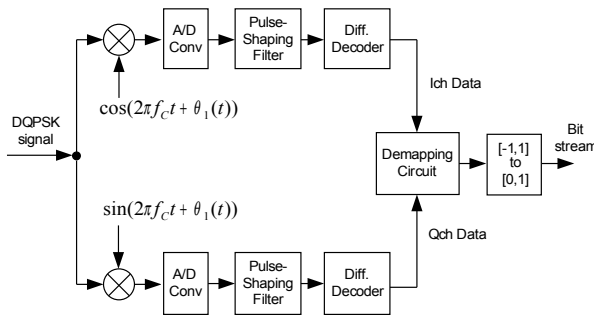 A/D
Conv
Pulse-
Shaping
Filter
Diff.
Decoder
cos(2πf_C t + θ_1(t))
Ich Data
DQPSK
signal
Demapping
Circuit
[-1,1]
to
[0,1]
Bit
stream
sin(2πf_C t + θ_1(t))
Qch Data
A/D
Conv
Pulse-
Shaping
Filter
Diff.
Decoder